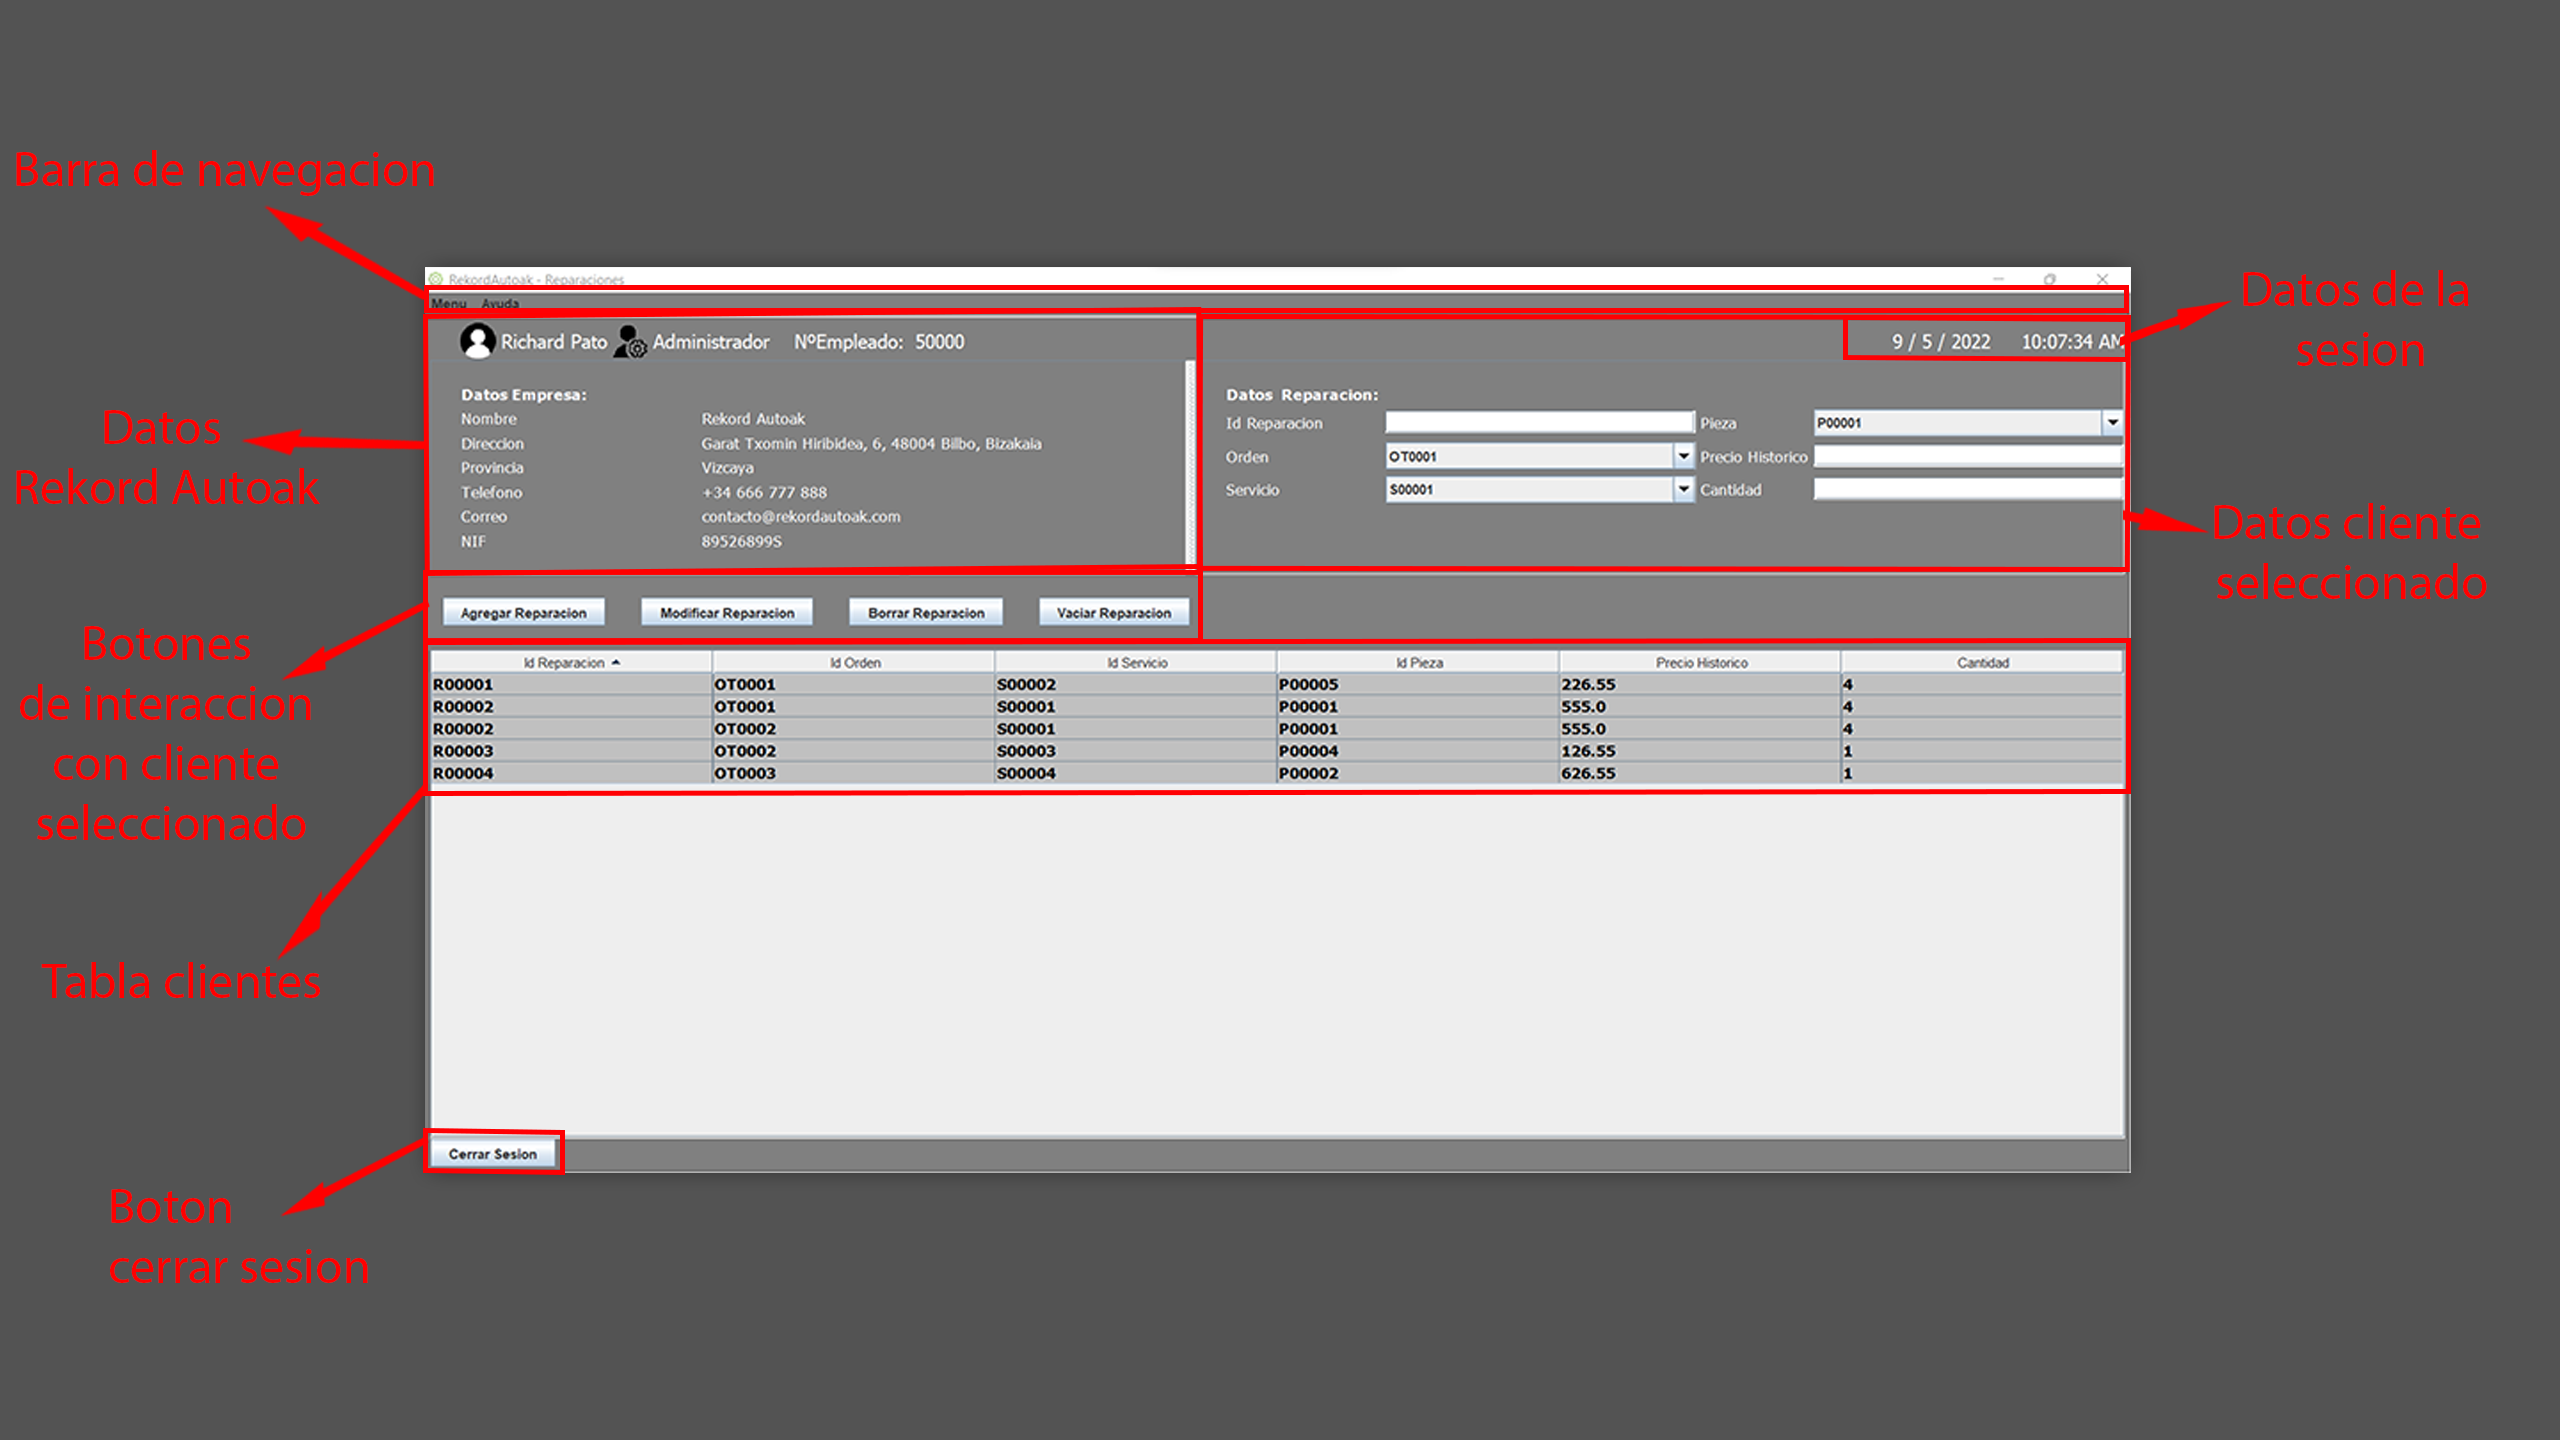 Barra de navegacion
RekordAutoak - Reparaciones
Menu Ayuda
Richard Pato Administrador NºEmpleado: 50000
9 / 5 / 2022 10:07:34 AM
Datos de la
sesion
Datos
Rekord Autoak
Datos Empresa:
Nombre Rekord Autoak
Direccion Garat Txomin Hiribidea, 6, 48004 Bilbo, Bizakaia
Provincia Vizcaya
Telefono +34 666 777 888
Correo contacto@rekordautoak.com
NIF 89526899S
Datos Reparacion:
Id Reparacion Pieza P00001
Orden OT0001 Precio Historico
Servicio S00001 Cantidad
Datos cliente
seleccionado
Botones
de interaccion
con cliente
seleccionado
Agregar Reparacion Modificar Reparacion Borrar Reparacion Vaciar Reparacion
Id Reparacion Id Orden Id Servicio Id Pieza Precio Historico Cantidad
R00001 OT0001 S00002 P00005 226.55 4
R00002 OT0001 S00001 P00001 555.0 4
R00002 OT0002 S00001 P00001 555.0 4
R00003 OT0002 S00003 P00004 126.55 1
R00004 OT0003 S00004 P00002 626.55 1
Tabla clientes
Cerrar Sesion
Boton
cerrar sesion